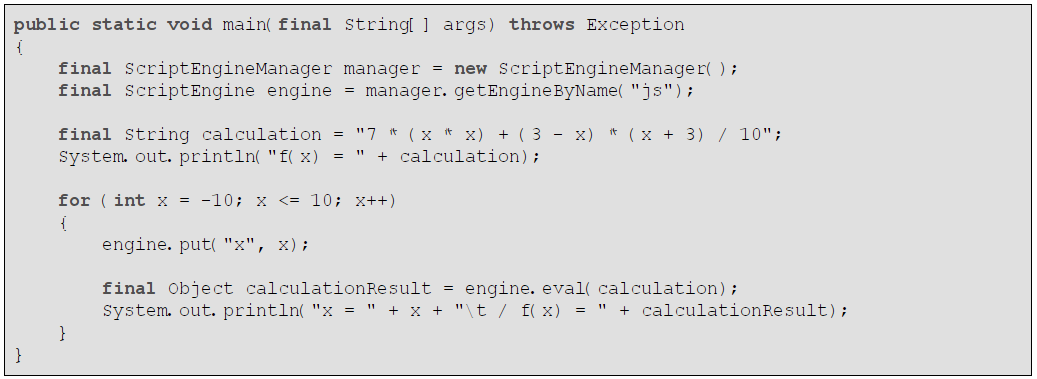 public static void main(final String[] args) throws Exception
{
    final ScriptEngineManager manager = new ScriptEngineManager();
    final ScriptEngine engine = manager.getEngineByName("js");

    final String calculation = "7 * (x * x) + (3 - x) * (x + 3) / 10";
    System.out.println("f(x) = " + calculation);

    for (int x = -10; x <= 10; x++)
    {
        engine.put("x", x);

        final Object calculationResult = engine.eval(calculation);
        System.out.println("x = " + x + "\t / f(x) = " + calculationResult);
    }
}